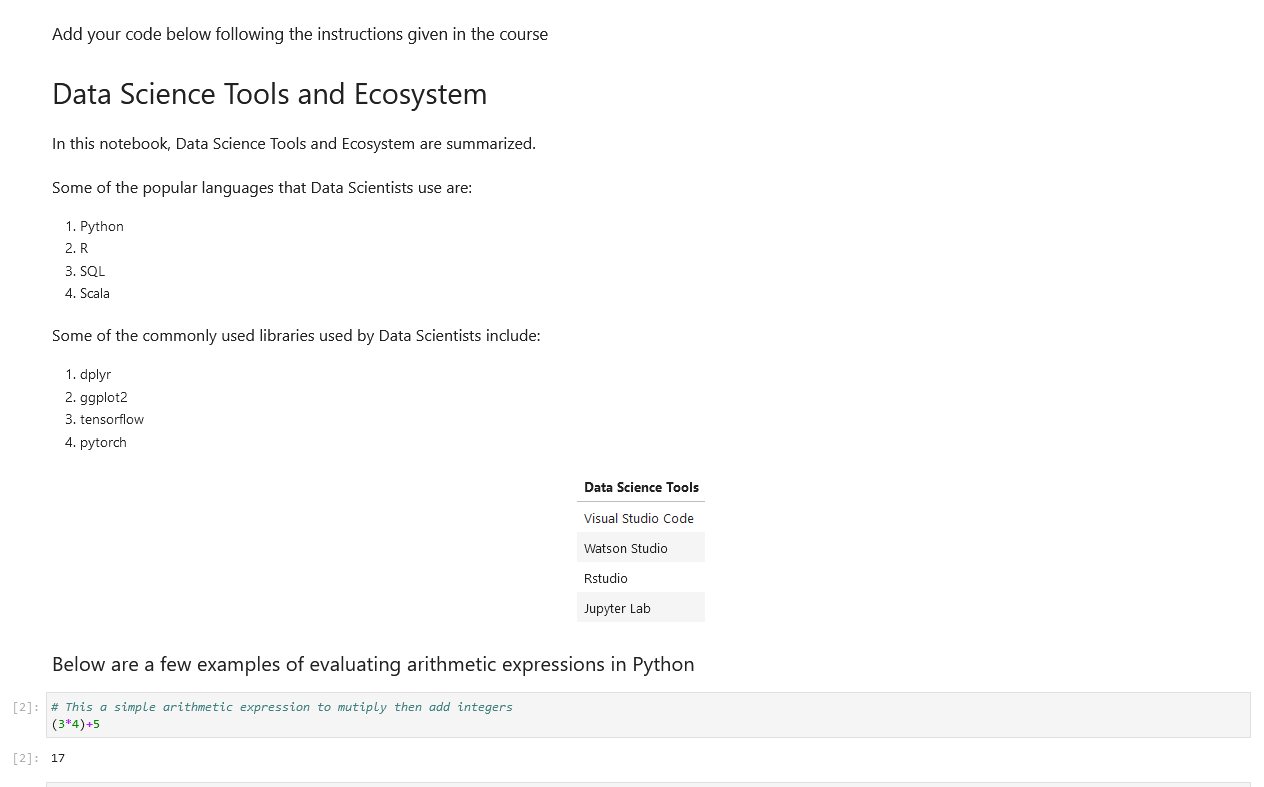 Add your code below following the instructions given in the course
Data Science Tools and Ecosystem
In this notebook, Data Science Tools and Ecosystem are summarized.
Some of the popular languages that Data Scientists use are:
1. Python
2. R
3. SQL
4. Scala
Some of the commonly used libraries used by Data Scientists include:
1. dplyr
2. ggplot2
3. tensorflow
4. pytorch
Data Science Tools
Visual Studio Code
Watson Studio
Rstudio
Jupyter Lab
Below are a few examples of evaluating arithmetic expressions in Python
[2]: # This a simple arithmetic expression to mutiply then add integers
(3*4)+5
[2]: 17